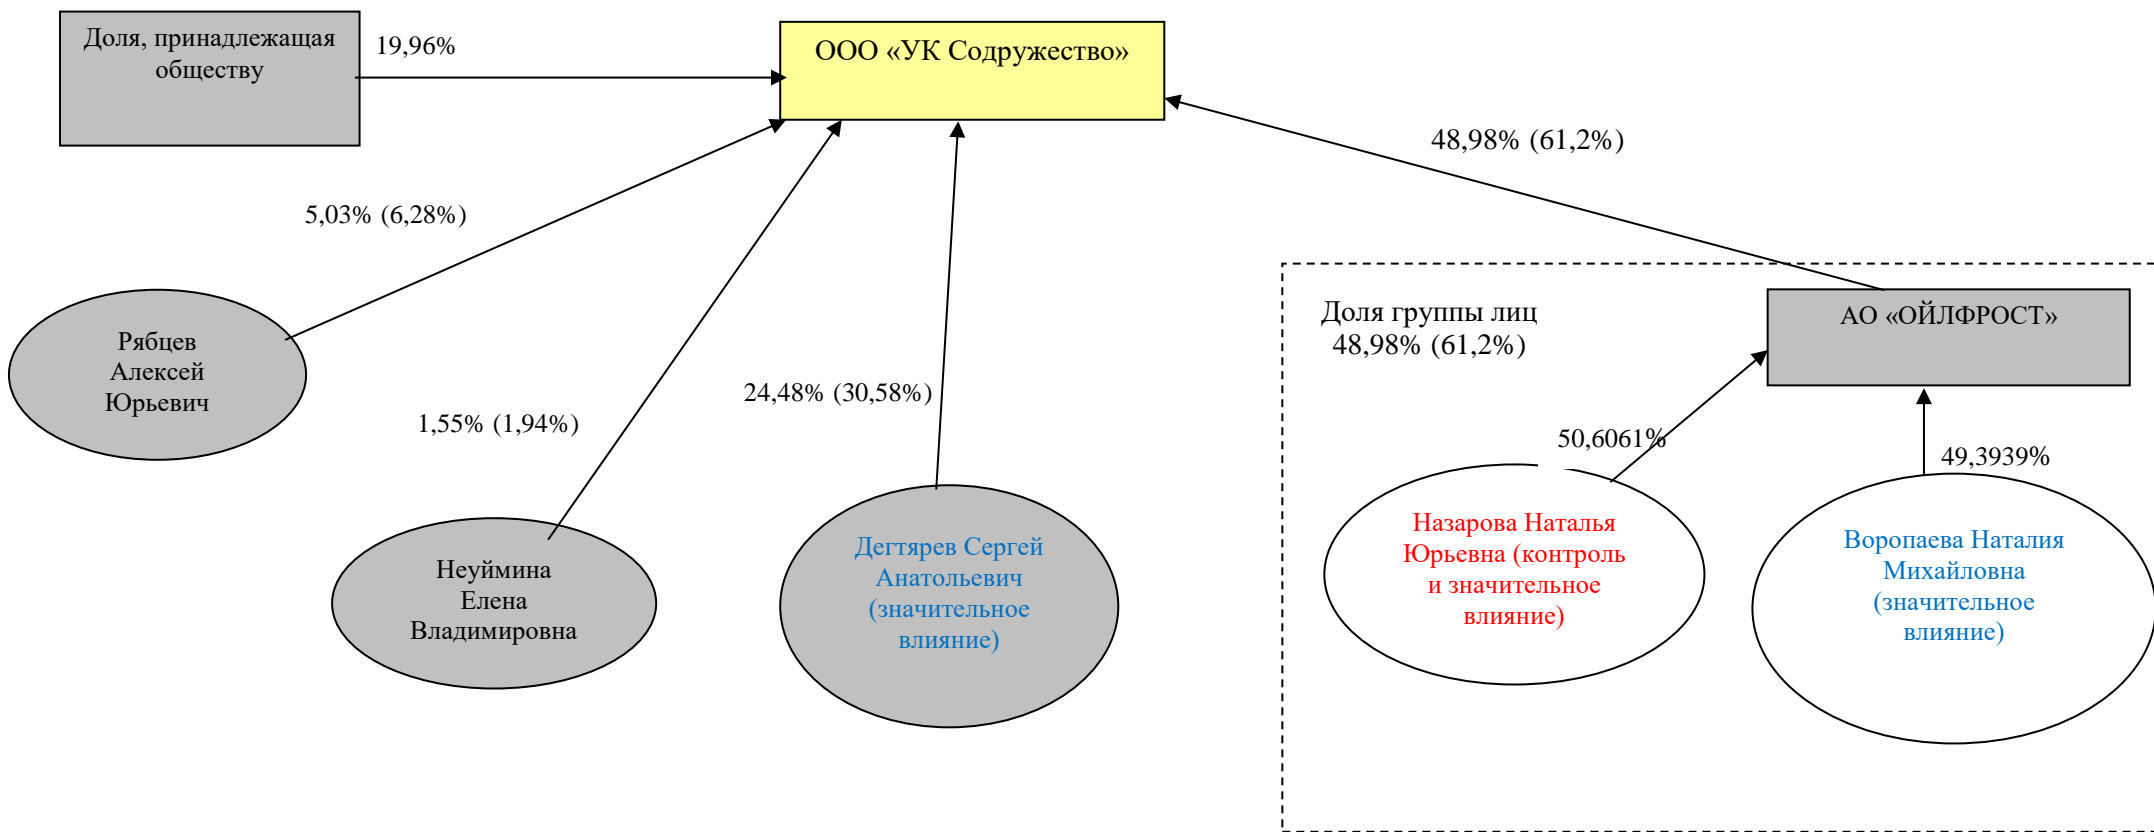 Доля, принадлежащая
обществу
19,96%
ООО «УК Содружество»
48,98% (61,2%)
5,03% (6,28%)
Доля группы лиц
48,98% (61,2%)
АО «ОЙЛФРОСТ»
Рябцев
Алексей
Юрьевич
24,48% (30,58%)
1,55% (1,94%)
50,6061%
49,3939%
Неуймина
Елена
Владимировна
Дегтярев Сергей
Анатольевич
(значительное
влияние)
Назарова Наталья
Юрьевна (контроль
и значительное
влияние)
Воропаева Наталия
Михайловна
(значительное
влияние)